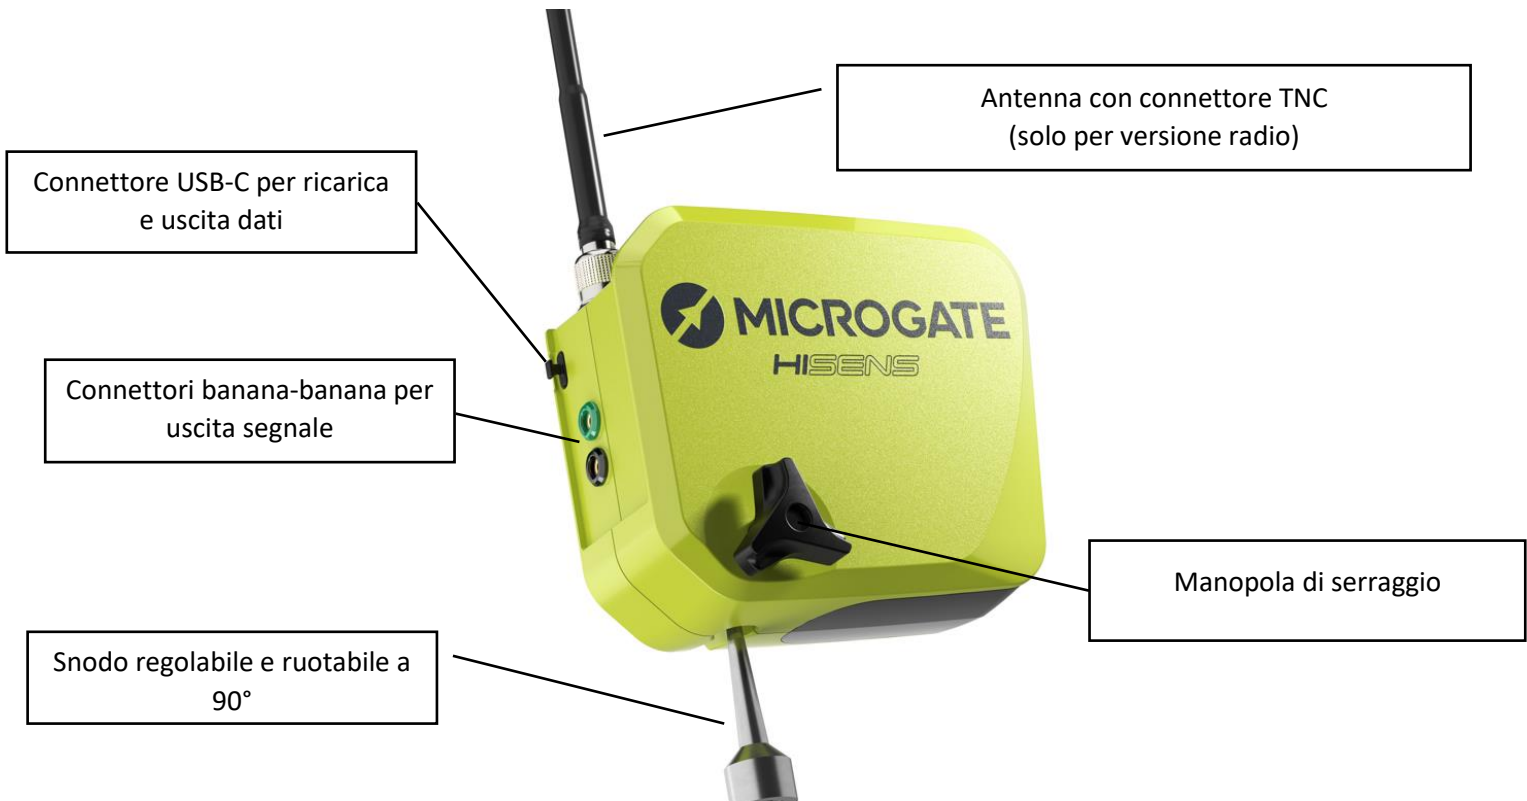 Antenna con connettore TNC
(solo per versione radio)
Connettore USB-C per ricarica
e uscita dati
MICROGATE
HISENS
Connettori banana-banana per
uscita segnale
Manopola di serraggio
Snodo regolabile e ruotabile a
90°